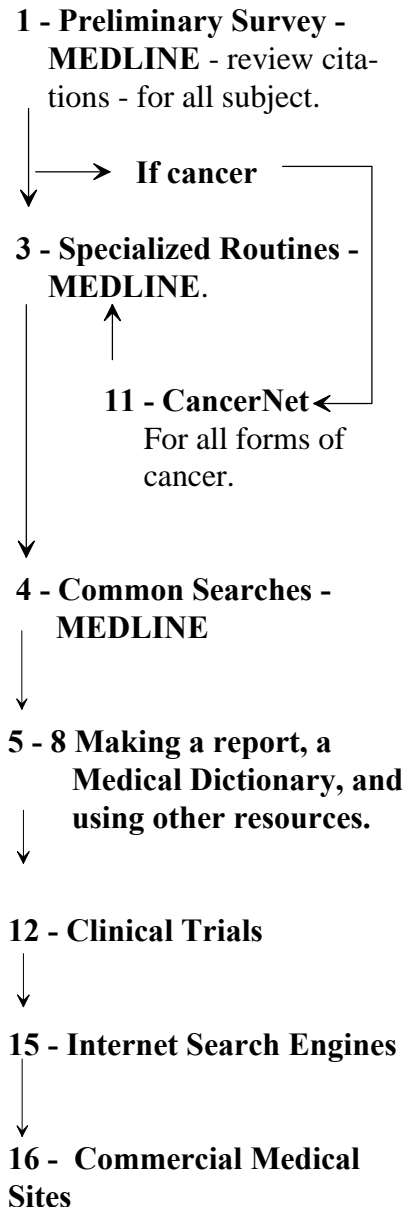 1 - Preliminary Survey -
MEDLINE - review cita-
tions - for all subject.
If cancer
3 - Specialized Routines -
MEDLINE.
11 - CancerNet
For all forms of
cancer.
4 - Common Searches -
MEDLINE
5 - 8 Making a report, a
Medical Dictionary, and
using other resources.
12 - Clinical Trials
15 - Internet Search Engines
16 - Commercial Medical
Sites